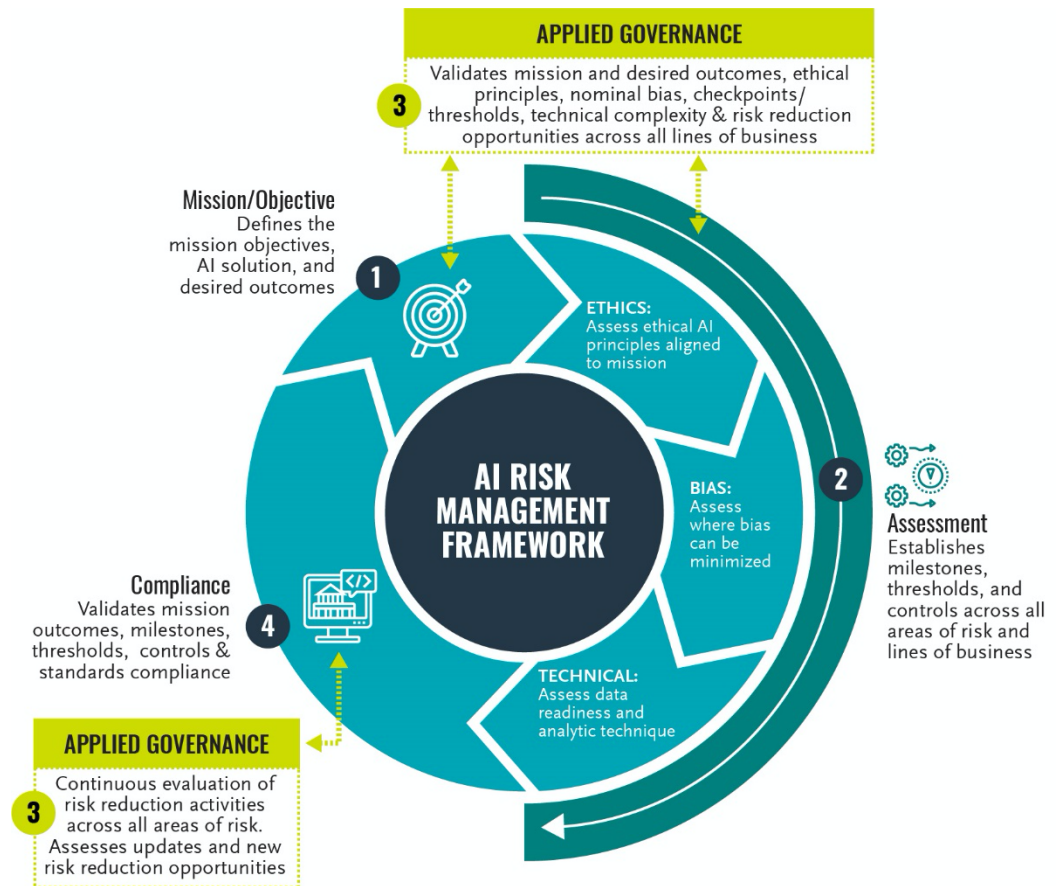 APPLIED GOVERNANCE
Validates mission and desired outcomes, ethical
principles, nominal bias, checkpoints/
thresholds, technical complexity & risk reduction
opportunities across all lines of business
3
Mission/Objective
Defines the
mission objectives,
AI solution, and
desired outcomes
1
ETHICS:
Assess ethical AI
principles aligned
to mission
AI RISK
MANAGEMENT
FRAMEWORK
BIAS:
Assess
where bias
can be
minimized
2
Assessment
Establishes
milestones,
thresholds, and
controls across all
areas of risk and
lines of business
TECHNICAL:
Assess data
readiness and
analytic technique
Compliance
Validates mission
outcomes, milestones,
thresholds, controls &
standards compliance
4
</>
APPLIED GOVERNANCE
3
Continuous evaluation of
risk reduction activities
across all areas of risk.
Assesses updates and new
risk reduction opportunities